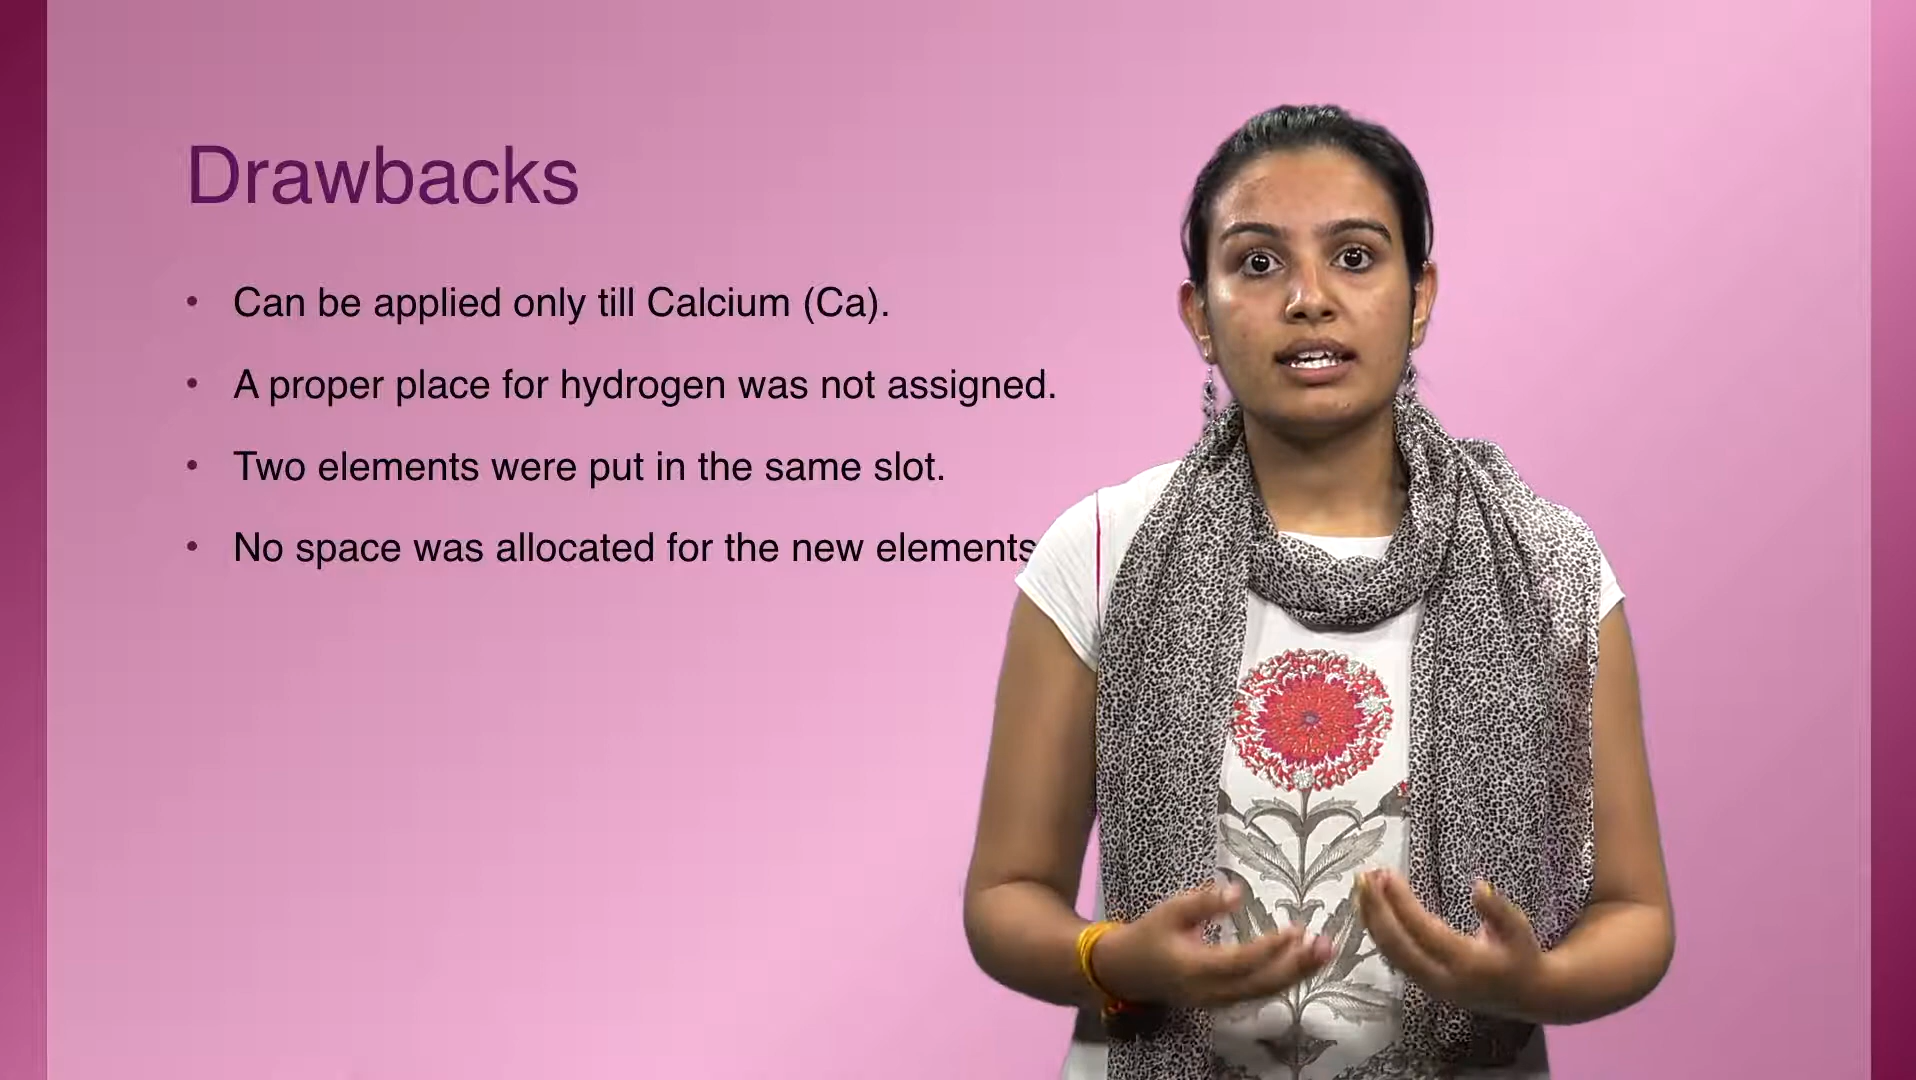 Drawbacks
• Can be applied only till Calcium (Ca).
• A proper place for hydrogen was not assigned.
• Two elements were put in the same slot.
• No space was allocated for the new elements